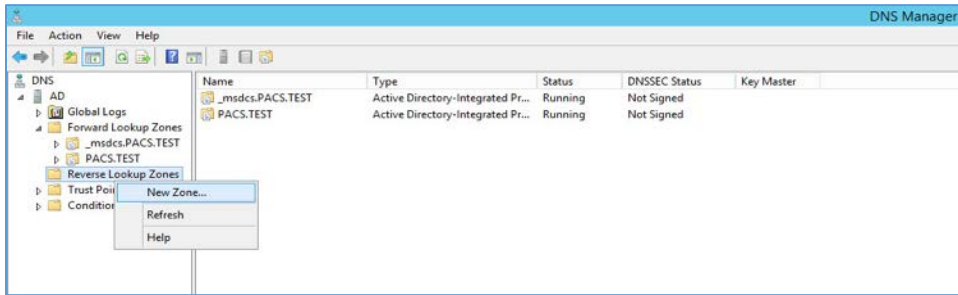 DNS Manager
File Action View Help
DNS
AD
Global Logs
Forward Lookup Zones
_msdcs.PACS.TEST
PACS.TEST
Reverse Lookup Zones
Trust Poi
Condition
New Zone...
Refresh
Help
Name Type Status DNSSEC Status Key Master
_msdcs.PACS.TEST Active Directory-Integrated Pr... Running Not Signed
PACS.TEST Active Directory-Integrated Pr... Running Not Signed